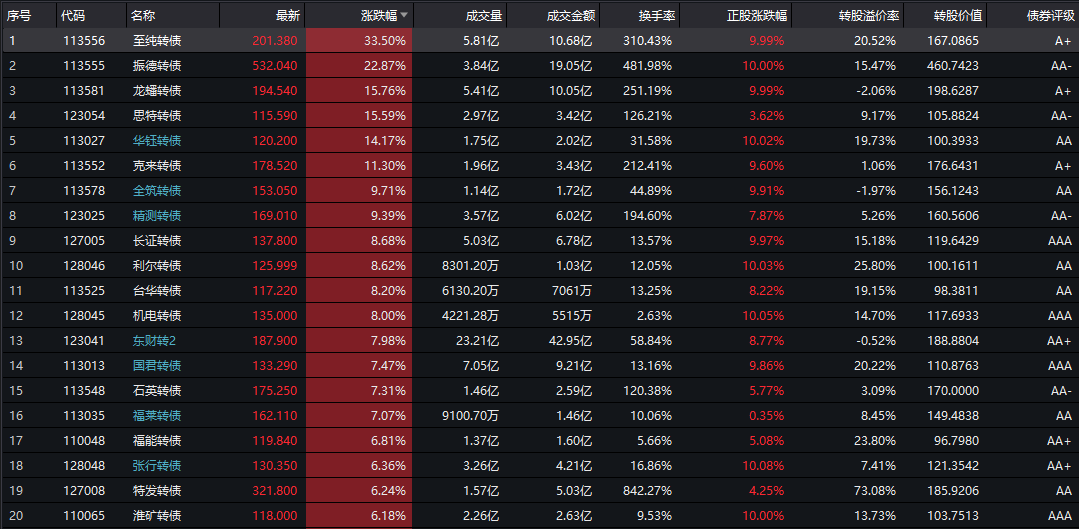 序号 代码 名称 最新 涨跌幅 成交量 成交金额 换手率 正股涨跌幅 转股溢价率 转股价值 债券评级
1 113556 至纯转债 201.380 33.50% 5.81亿 10.68亿 310.43% 9.99% 20.52% 167.0865 A+
2 113555 振德转债 532.040 22.87% 3.84亿 19.05亿 481.98% 10.00% 15.47% 460.7423 AA-
3 113581 龙蟠转债 194.540 15.76% 5.41亿 10.05亿 251.19% 9.99% -2.06% 198.6287 A+
4 123054 思特转债 115.590 15.59% 2.97亿 3.42亿 126.21% 3.62% 9.17% 105.8824 AA-
5 113027 华钰转债 120.200 14.17% 1.75亿 2.02亿 31.58% 10.02% 19.73% 100.3933 AA
6 113552 克来转债 178.520 11.30% 1.96亿 3.43亿 212.41% 9.60% 1.06% 176.6431 A+
7 113578 全筑转债 153.050 9.71% 1.14亿 1.72亿 44.89% 9.91% -1.97% 156.1243 AA
8 123025 精测转债 169.010 9.39% 3.57亿 6.02亿 194.60% 7.87% 5.26% 160.5606 AA-
9 127005 长证转债 137.800 8.68% 5.03亿 6.78亿 13.57% 9.97% 15.18% 119.6429 AAA
10 128046 利尔转债 125.999 8.62% 8301.20万 1.03亿 12.05% 10.03% 25.80% 100.1611 AA
11 113525 台华转债 117.220 8.20% 6130.20万 7061万 13.25% 8.22% 19.15% 98.3811 AA
12 128045 机电转债 135.000 8.00% 4221.28万 5515万 2.63% 10.05% 14.70% 117.6933 AAA
13 123041 东财转2 187.900 7.98% 23.21亿 42.95亿 58.84% 8.77% -0.52% 188.8804 AA+
14 113013 国君转债 133.290 7.47% 7.05亿 9.21亿 13.16% 9.86% 20.22% 110.8763 AAA
15 113548 石英转债 175.250 7.31% 1.46亿 2.59亿 120.38% 5.77% 3.09% 170.0000 AA-
16 113035 福莱转债 162.110 7.07% 9100.70万 1.46亿 10.06% 0.35% 8.45% 149.4838 AA
17 110048 福能转债 119.840 6.81% 1.37亿 1.60亿 5.66% 5.08% 23.80% 96.7980 AA+
18 128048 张行转债 130.350 6.36% 3.26亿 4.21亿 16.86% 10.08% 7.41% 121.3542 AA+
19 127008 特发转债 321.800 6.24% 1.57亿 5.03亿 842.27% 4.25% 73.08% 185.9206 AA
20 110065 淮矿转债 118.000 6.18% 2.26亿 2.63亿 9.53% 10.00% 13.73% 103.7513 AAA